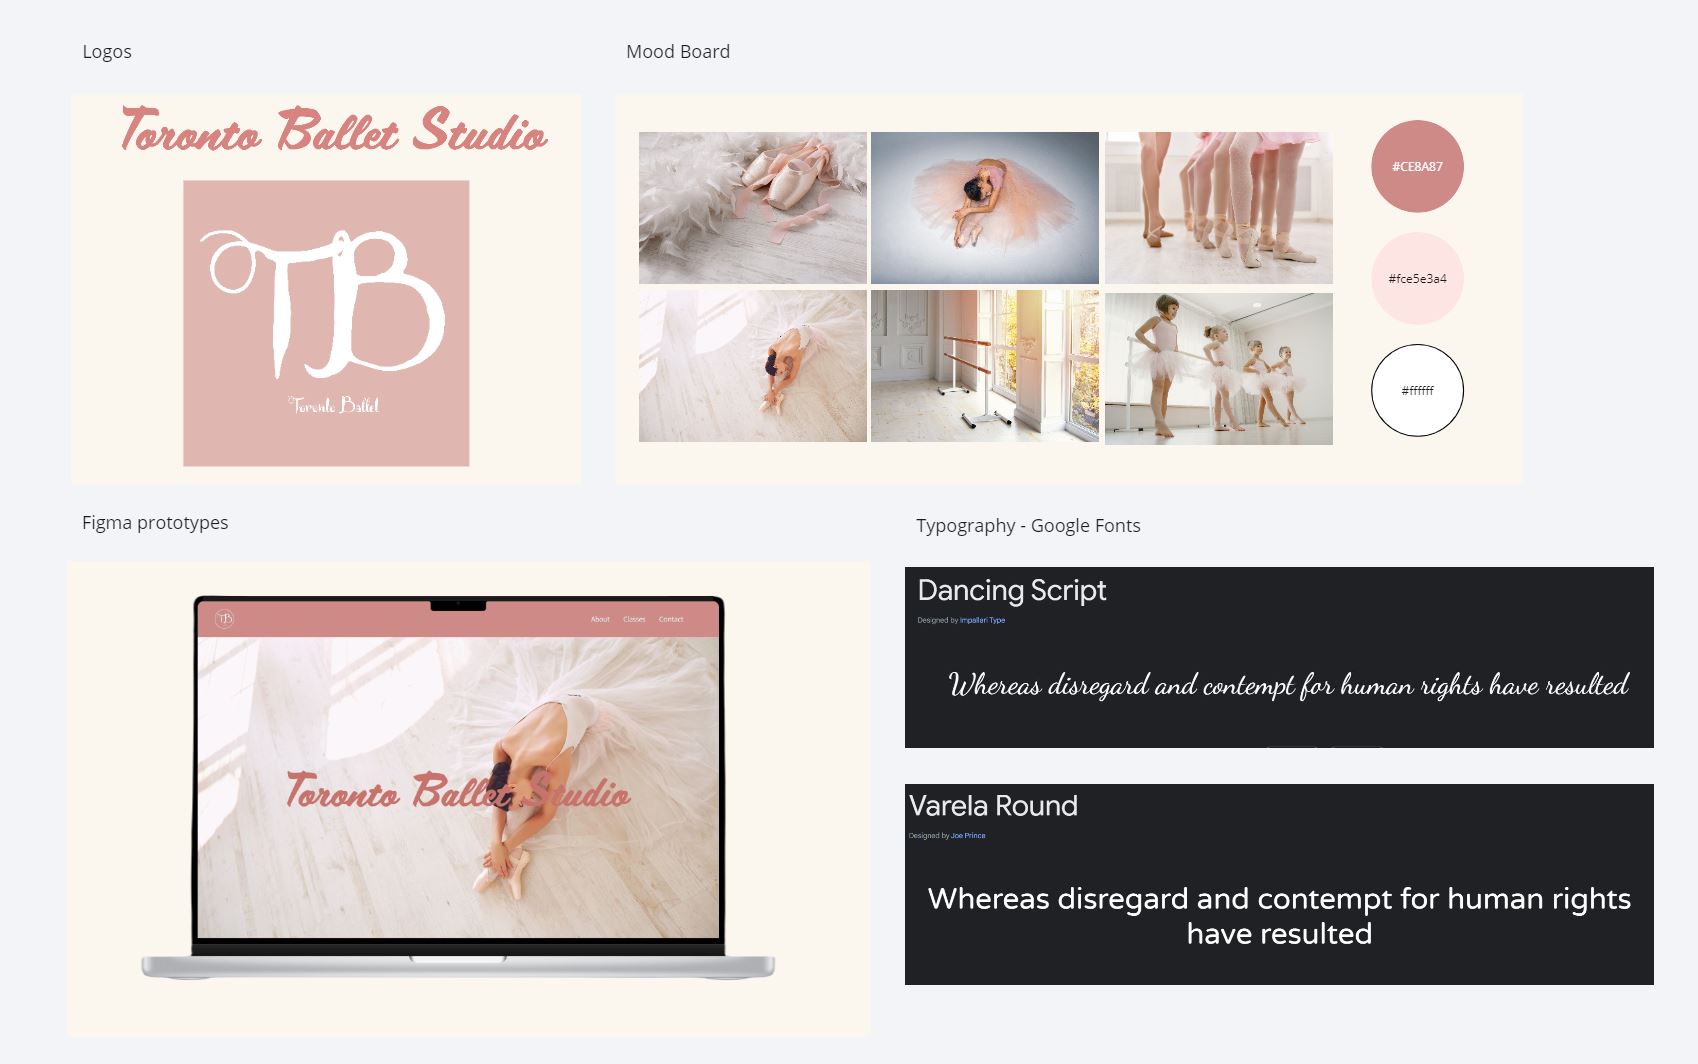 Logos
Toronto Ballet Studio
TB
Toronto Ballet
Mood Board
#CE8A87
#fce5e3a4
#ffffff
Figma prototypes
TB
About Classes Contact
Toronto Ballet Studio
Typography - Google Fonts
Dancing Script
Designed by Impallari Type
Whereas disregard and contempt for human rights have resulted
Varela Round
Designed by Joe Prince
Whereas disregard and contempt for human rights
have resulted